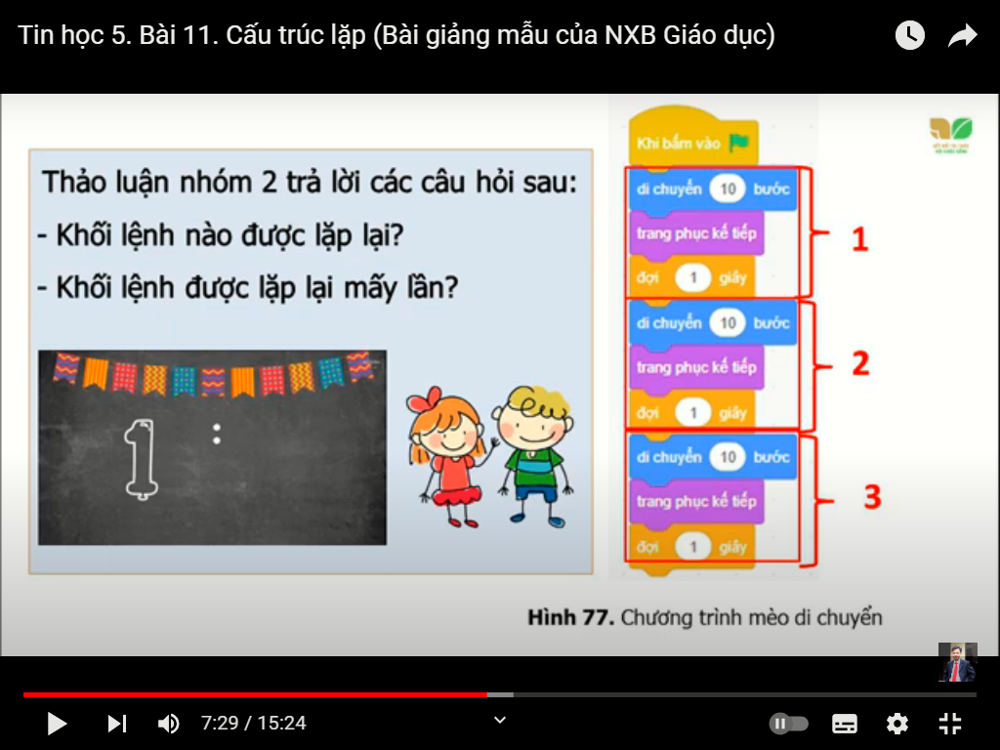 Tin học 5. Bài 11. Cấu trúc lặp (Bài giảng mẫu của NXB Giáo dục)
Thảo luận nhóm 2 trả lời các câu hỏi sau:
- Khối lệnh nào được lặp lại?
- Khối lệnh được lặp lại mấy lần?
1 :
Khi bấm vào
di chuyển 10 bước
trang phục kế tiếp
đợi 1 giây
1
di chuyển 10 bước
trang phục kế tiếp
đợi 1 giây
2
di chuyển 10 bước
trang phục kế tiếp
đợi 1 giây
3
Hình 77. Chương trình mèo di chuyển
7:29 / 15:24